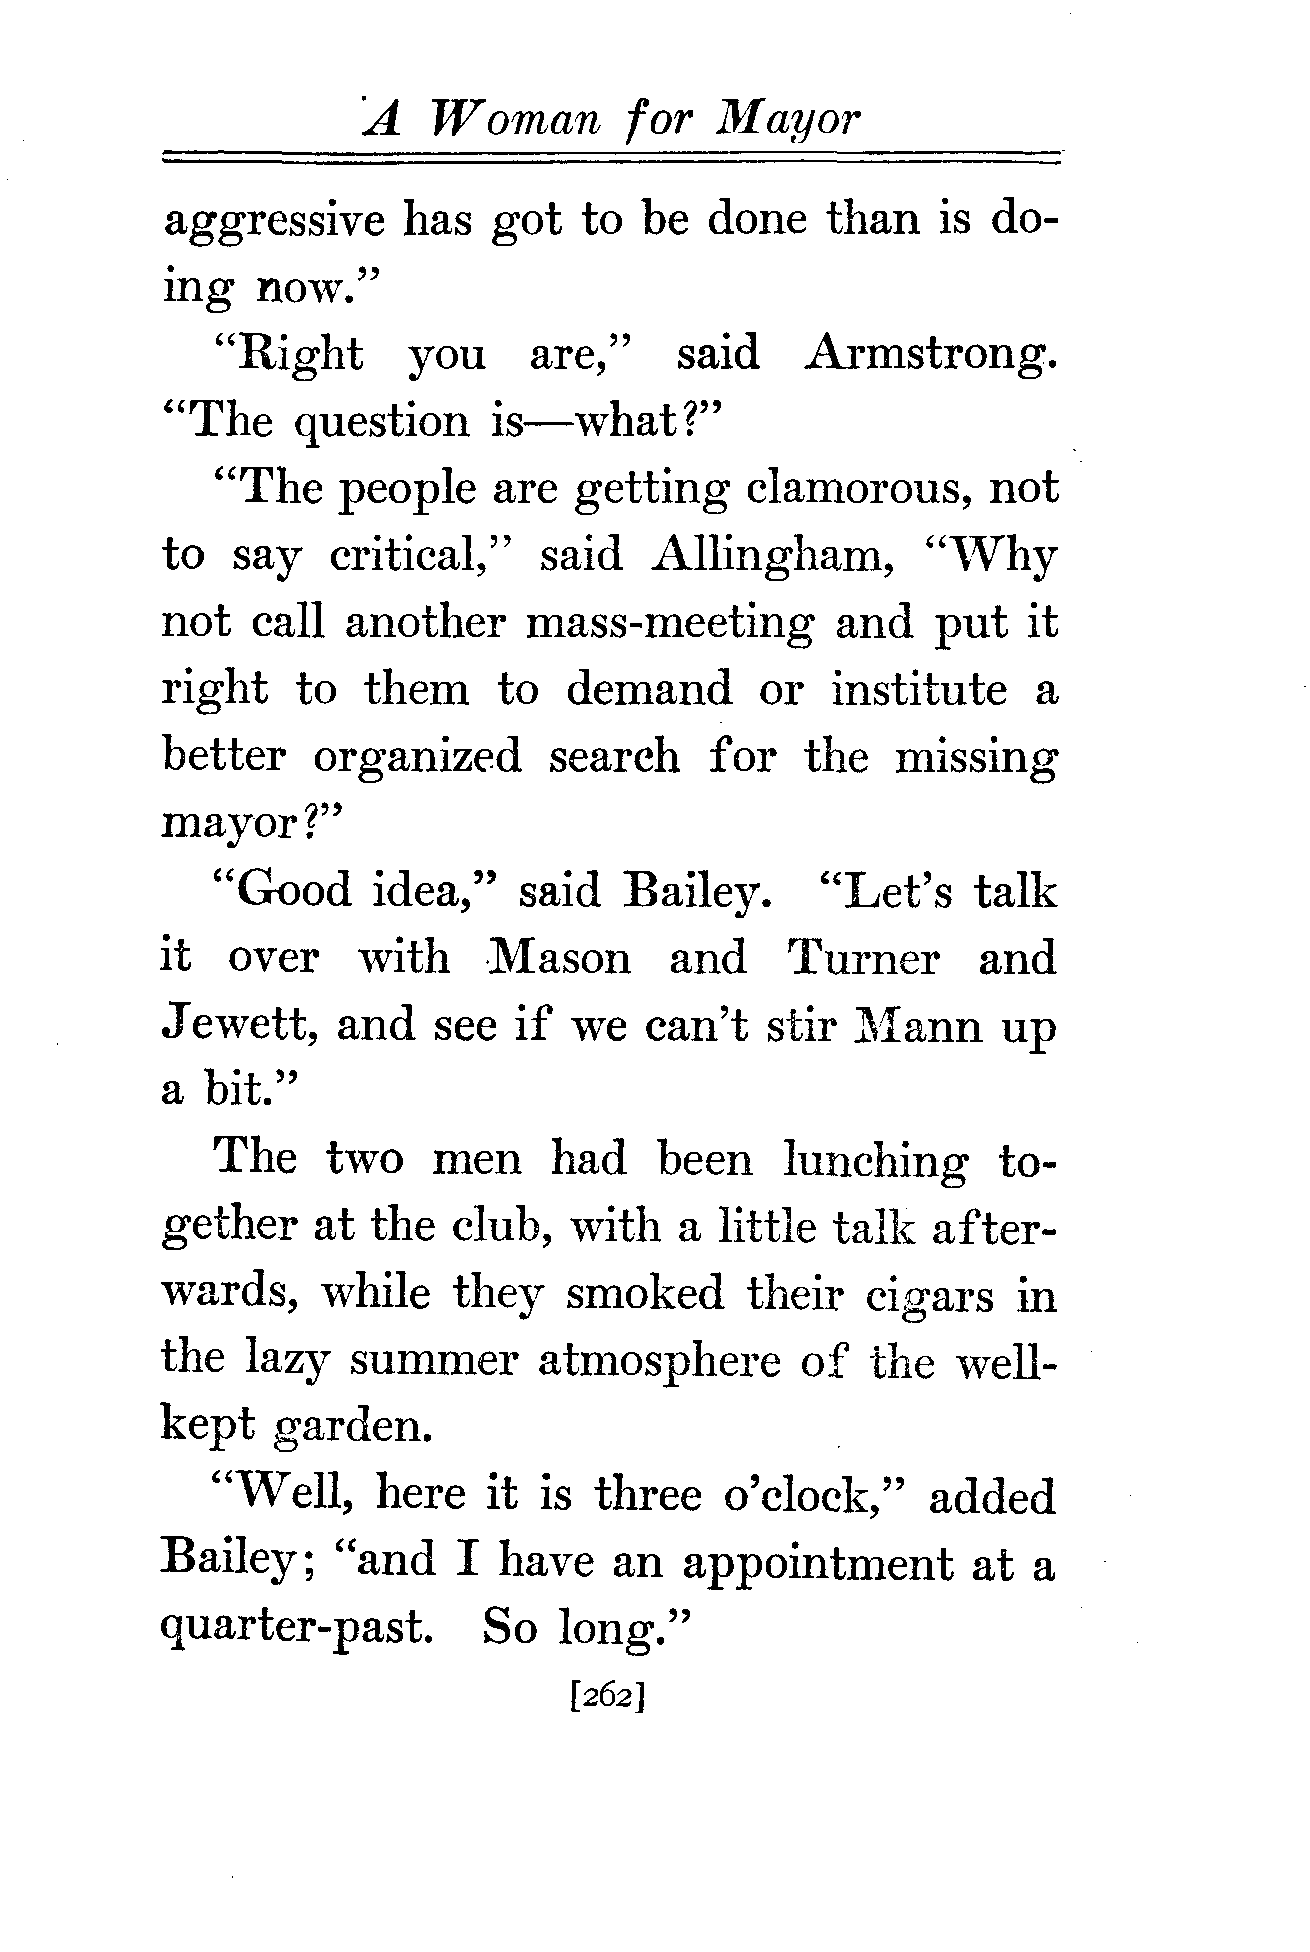 A Woman for Mayor
aggressive has got to be done than is do-
ing now."
"Right you are," said Armstrong.
"The question is—what?"
"The people are getting clamorous, not
to say critical," said Allingham, "Why
not call another mass-meeting and put it
right to them to demand or institute a
better organized search for the missing
mayor?"
"Good idea," said Bailey. "Let's talk
it over with Mason and Turner and
Jewett, and see if we can't stir Mann up
a bit."
The two men had been lunching to-
gether at the club, with a little talk after-
wards, while they smoked their cigars in
the lazy summer atmosphere of the well-
kept garden.
"Well, here it is three o'clock," added
Bailey; "and I have an appointment at a
quarter-past. So long."
[262]